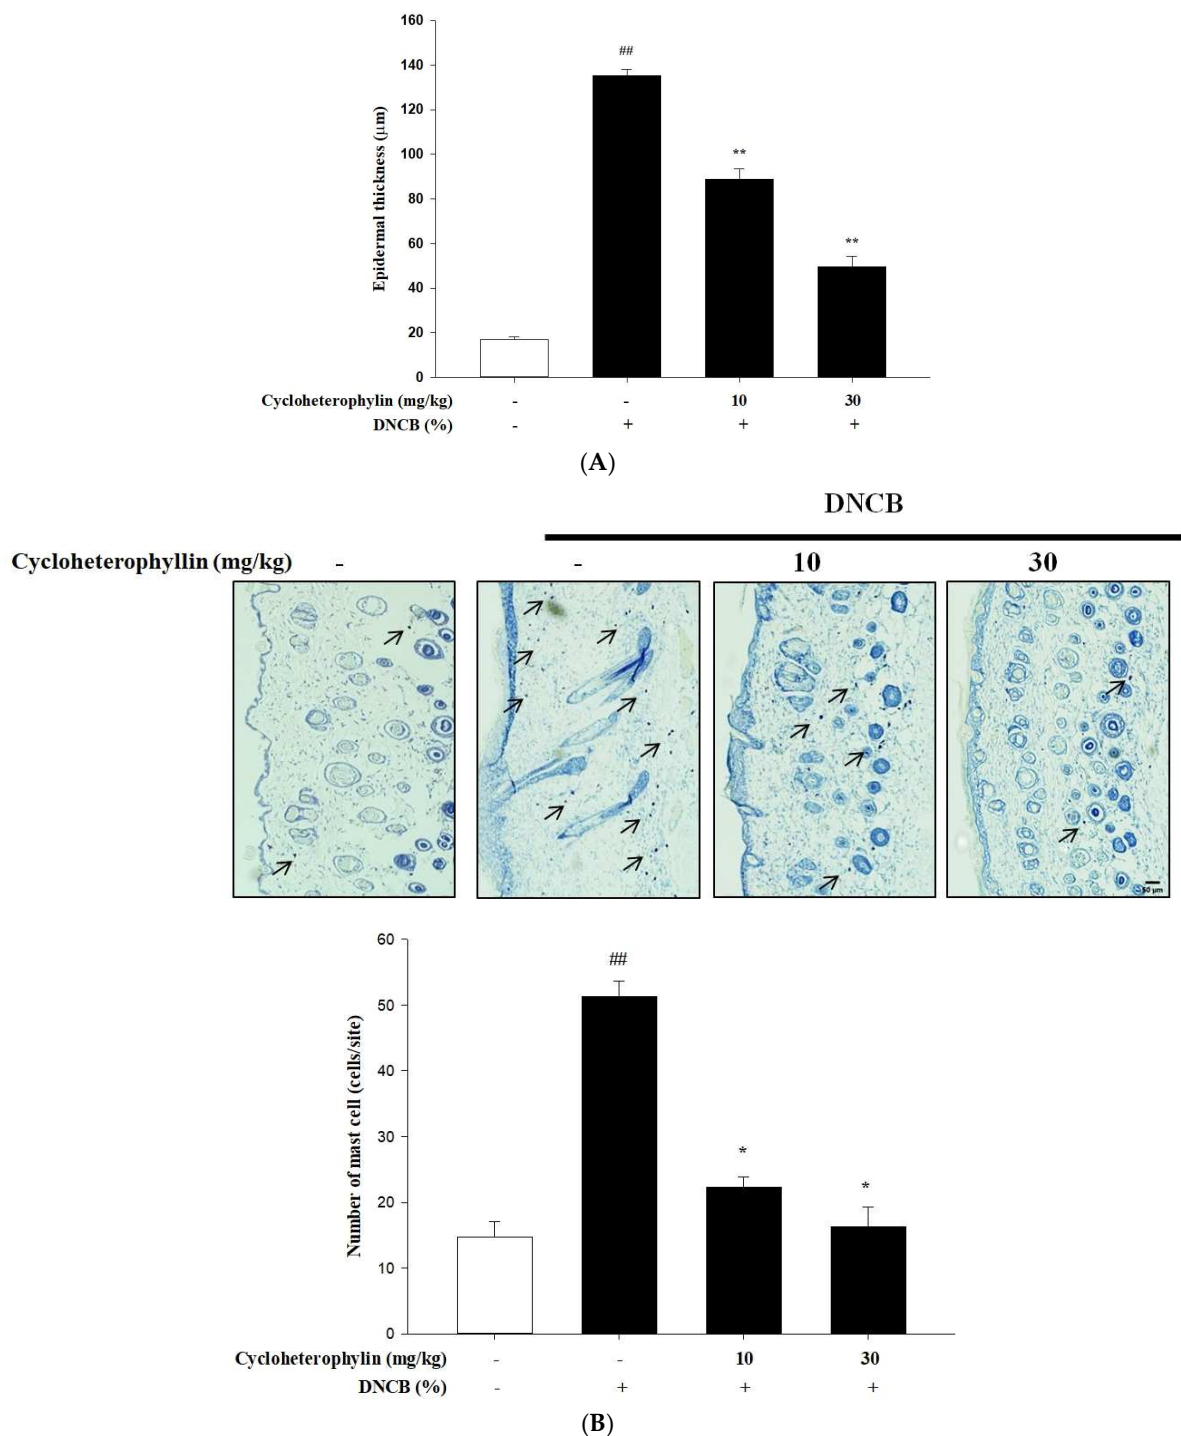 160
140
120
100
80
60
40
20
0
Epidermal thickness (μm)
##
**
**
Cycloheterophylin (mg/kg) - - 10 30
DNCB (%) - + + +
(A)
DNCB
Cycloheterophyllin (mg/kg) - - 10 30
50 μm
60
50
40
30
20
10
0
Number of mast cell (cells/site)
##
*
*
Cycloheterophylin (mg/kg) - - 10 30
DNCB (%) - + + +
(B)